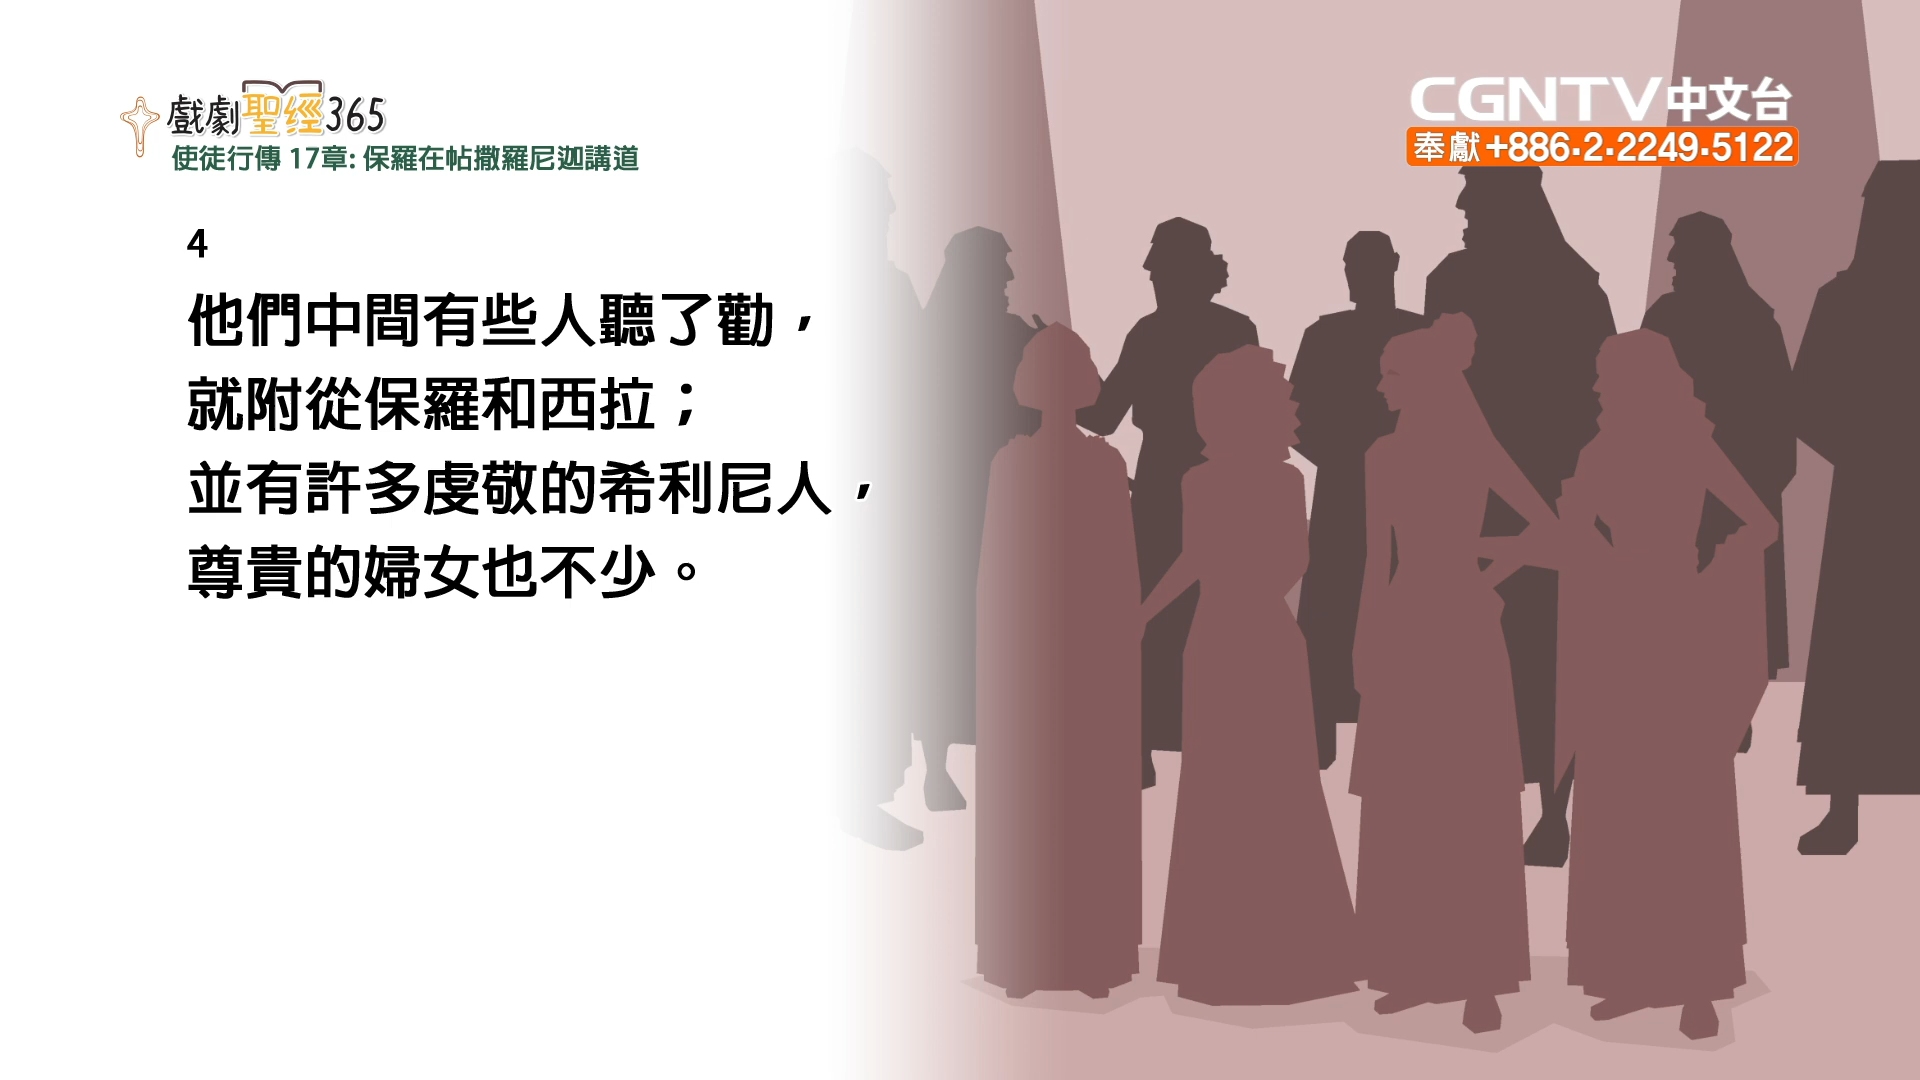 戲劇聖經365
使徒行傳 17章: 保羅在帖撒羅尼迦講道
CGNTV中文台
奉獻 +886·2·2249·5122
4
他們中間有些人聽了勸，
就附從保羅和西拉；
並有許多虔敬的希利尼人，
尊貴的婦女也不少。